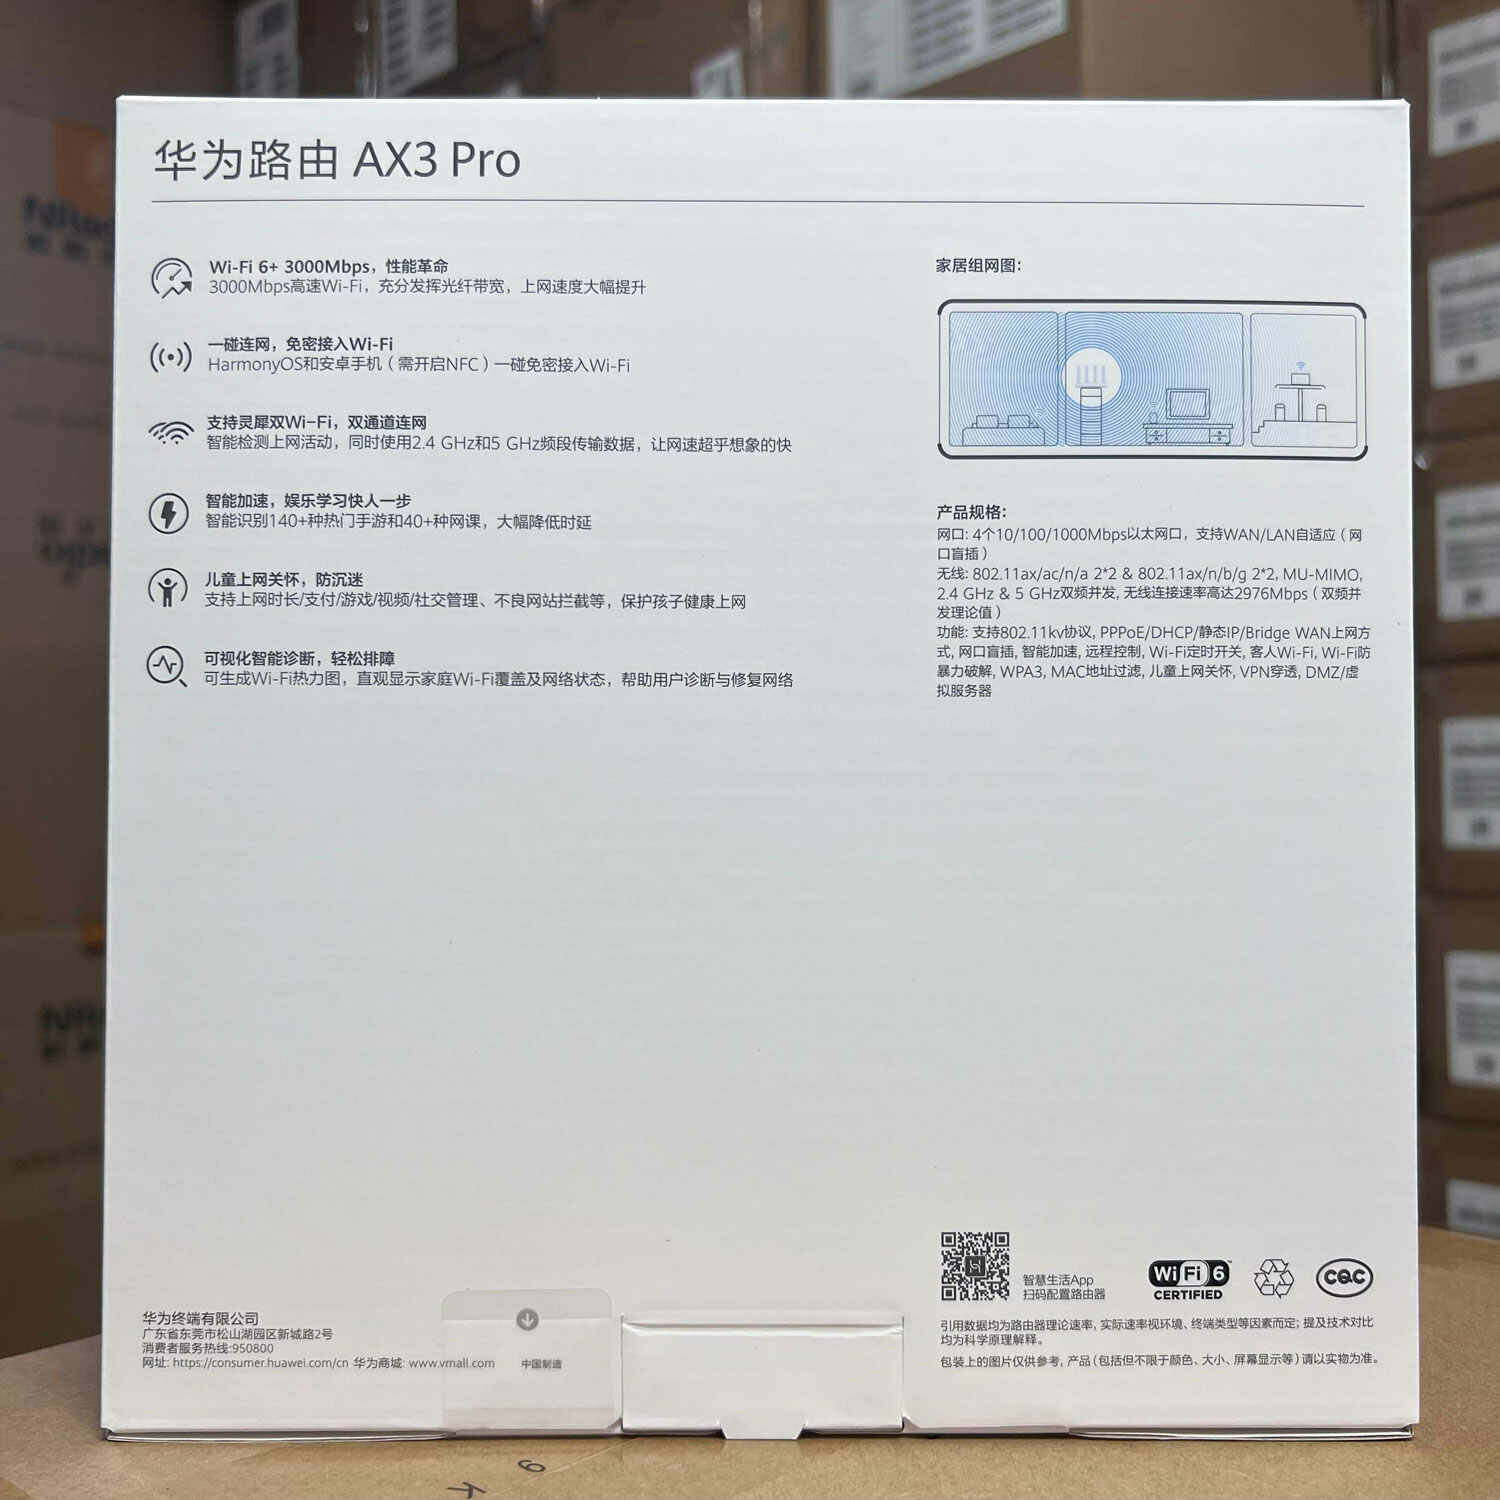 华为路由 AX3 Pro
Wi-Fi 6+ 3000Mbps，性能革命
3000Mbps高速Wi-Fi，充分发挥光纤带宽，上网速度大幅提升
一碰连网，免密接入Wi-Fi
HarmonyOS和安卓手机（需开启NFC）一碰免密接入Wi-Fi
支持灵犀双Wi-Fi，双通道连网
智能检测上网活动，同时使用2.4 GHz和5 GHz频段传输数据，让网速超乎想象的快
智能加速，娱乐学习快人一步
智能识别140+种热门手游和40+种网课，大幅降低时延
儿童上网关怀，防沉迷
支持上网时长/支付/游戏/视频/社交管理、不良网站拦截等，保护孩子健康上网
可视化智能诊断，轻松排障
可生成Wi-Fi热力图，直观显示家庭Wi-Fi覆盖及网络状态，帮助用户诊断与修复网络
家居组网图：
产品规格：
网口: 4个10/100/1000Mbps以太网口，支持WAN/LAN自适应（网
口盲插）
无线: 802.11ax/ac/n/a 2*2 & 802.11ax/n/b/g 2*2, MU-MIMO,
2.4 GHz & 5 GHz双频并发, 无线连接速率高达2976Mbps（双频并
发理论值）
功能: 支持802.11kv协议, PPPoE/DHCP/静态IP/Bridge WAN上网方
式, 网口盲插, 智能加速, 远程控制, Wi-Fi定时开关, 客人Wi-Fi, Wi-Fi防
暴力破解, WPA3, MAC地址过滤, 儿童上网关怀, VPN穿透, DMZ/虚
拟服务器
华为终端有限公司
广东省东莞市松山湖园区新城路2号
消费者服务热线:950800
网址: https://consumer.huawei.com/cn 华为商城: www.vmall.com
中国制造
智慧生活App
扫码配置路由器
Wi Fi 6
CERTIFIED
CQC
引用数据均为路由器理论速率, 实际速率视环境、终端类型等因素而定；提及技术对比
均为科学原理解释。
包装上的图片仅供参考, 产品（包括但不限于颜色、大小、屏幕显示等）请以实物为准。